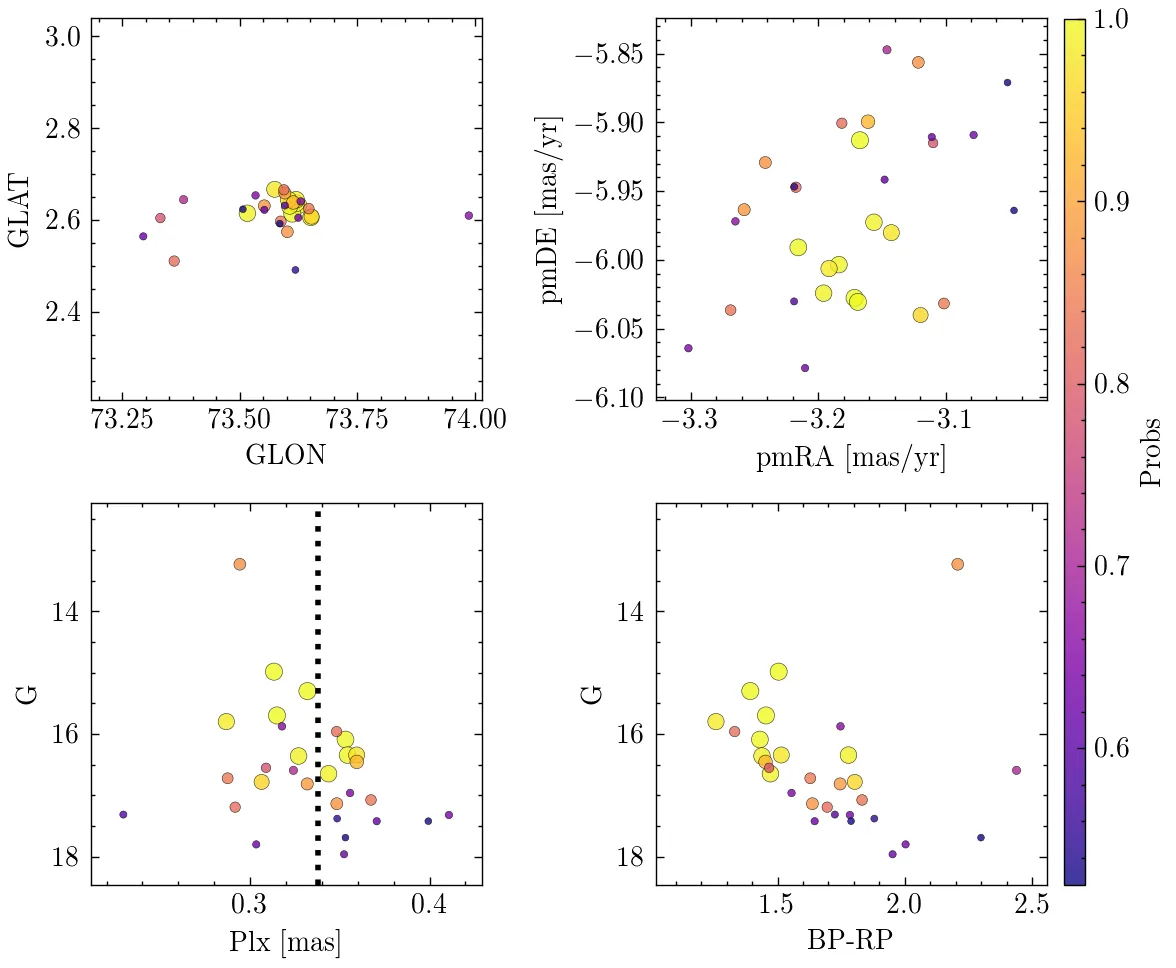 3.0
2.8
2.6
2.4
GLAT
73.25 73.50 73.75 74.00
GLON
−5.85
−5.90
−5.95
−6.00
−6.05
−6.10
pmDE [mas/yr]
−3.3 −3.2 −3.1
pmRA [mas/yr]
1.0
0.9
0.8
0.7
0.6
Probs
14
16
18
G
0.3 0.4
Plx [mas]
14
16
18
G
1.5 2.0 2.5
BP-RP